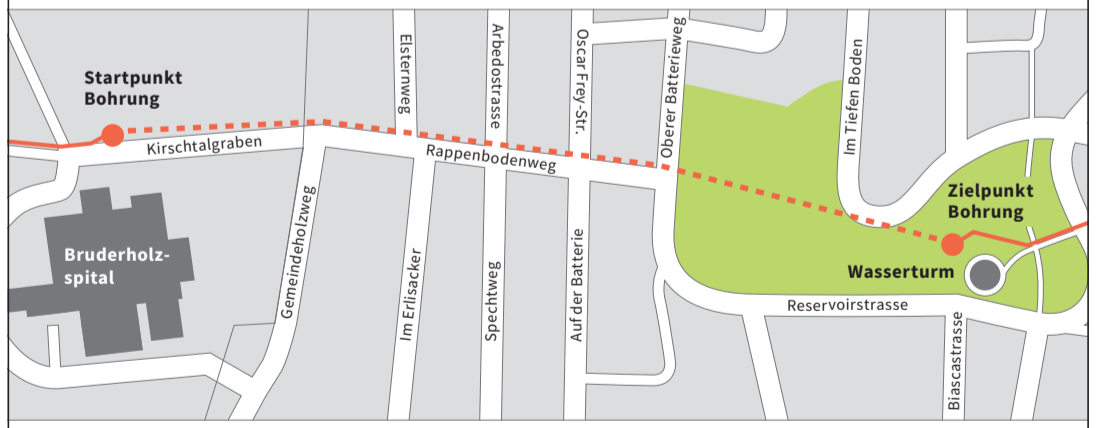 Startpunkt
Bohrung
Kirschtalgraben
Elsternweg
Arbedostrasse
Oscar Frey-Str.
Oberer Batterieweg
Im Tiefen Boden
Rappenbodenweg
Zielpunkt
Bohrung
Bruderholz-
spital
Gemeindeholzweg
Im Erlisacker
Spechtweg
Auf der Batterie
Wasserturm
Reservoirstrasse
Biascastrasse